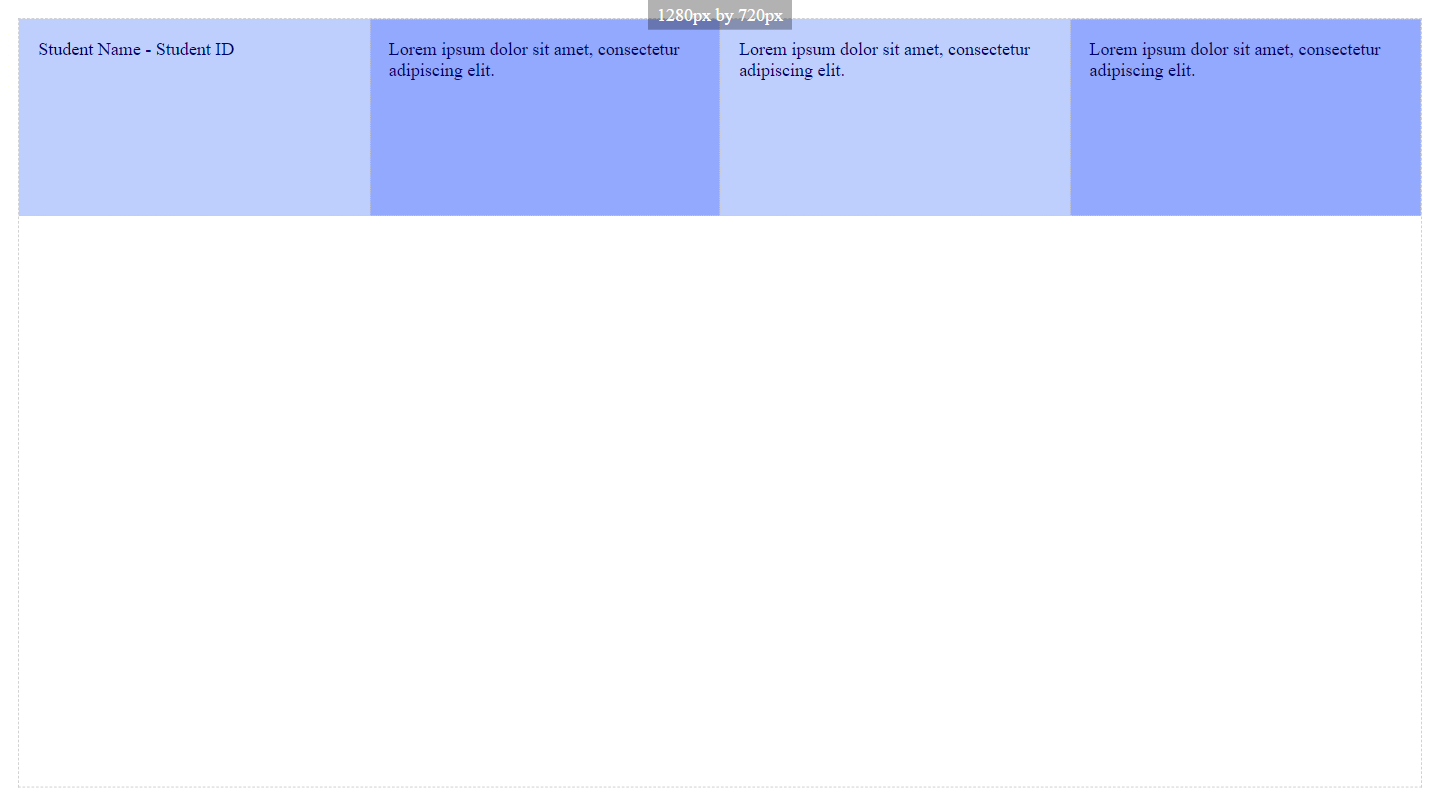 1280px by 720px
Student Name - Student ID
Lorem ipsum dolor sit amet, consectetur
adipiscing elit.
Lorem ipsum dolor sit amet, consectetur
adipiscing elit.
Lorem ipsum dolor sit amet, consectetur
adipiscing elit.